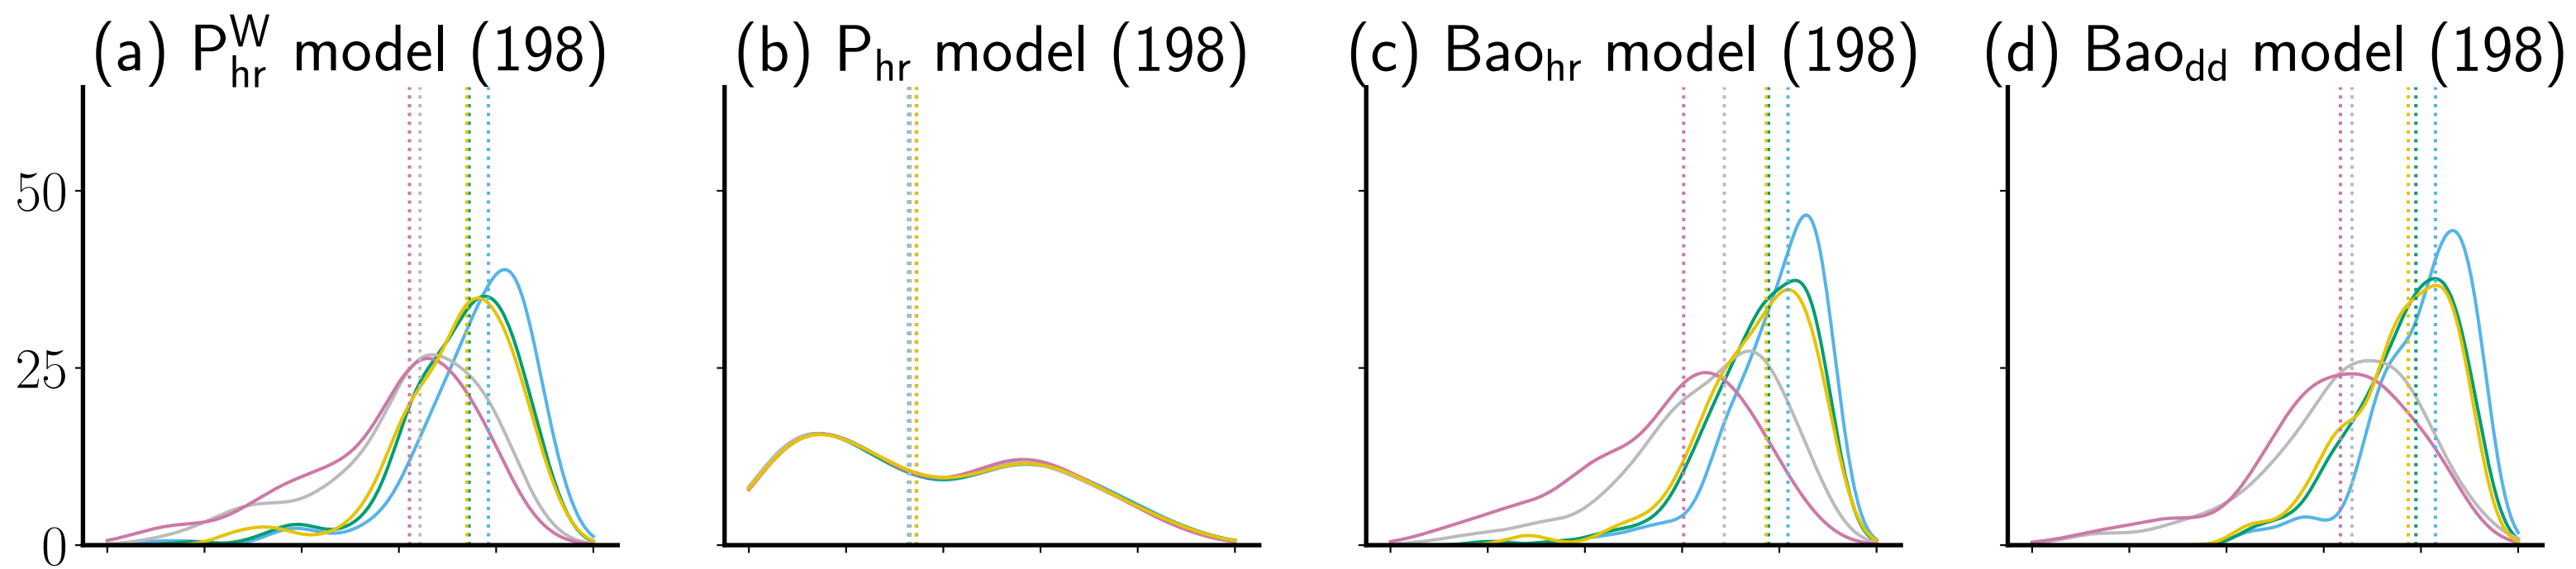 (a) P^W_hr model (198)
(b) P_hr model (198)
(c) Bao_hr model (198)
(d) Bao_dd model (198)
50
25
0